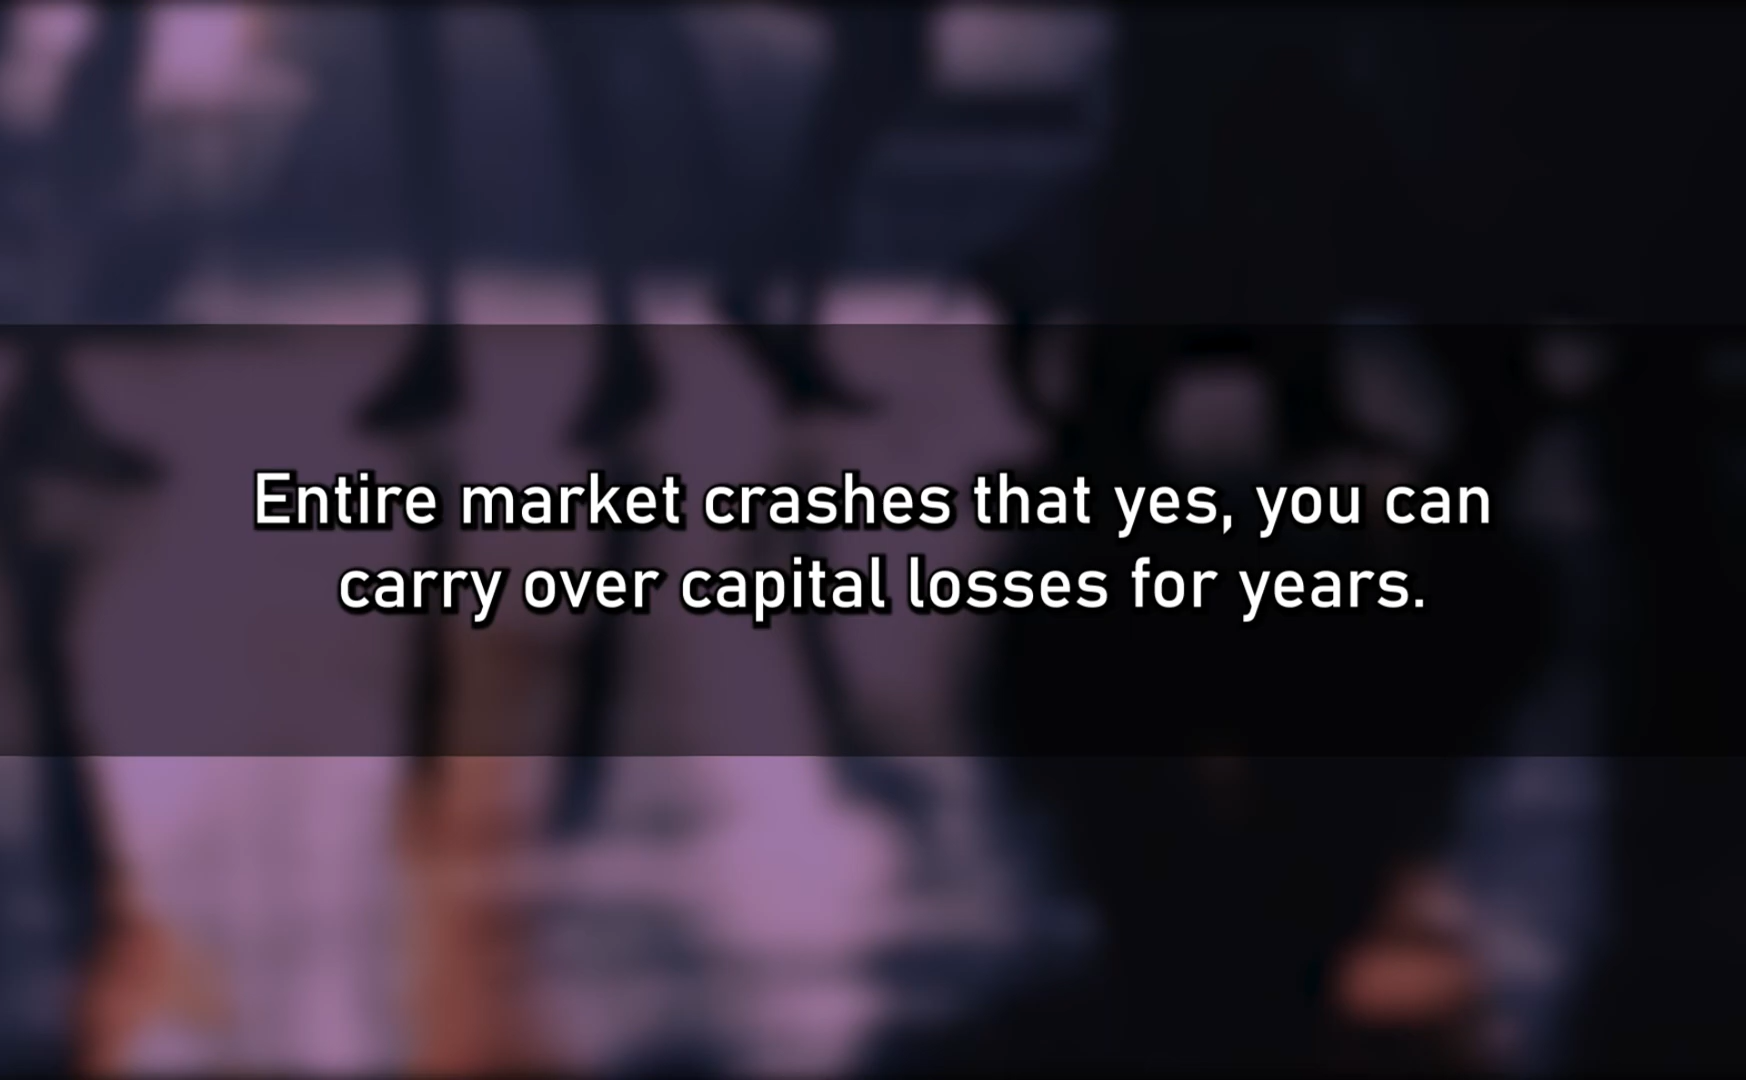 Entire market crashes that yes, you can
carry over capital losses for years.